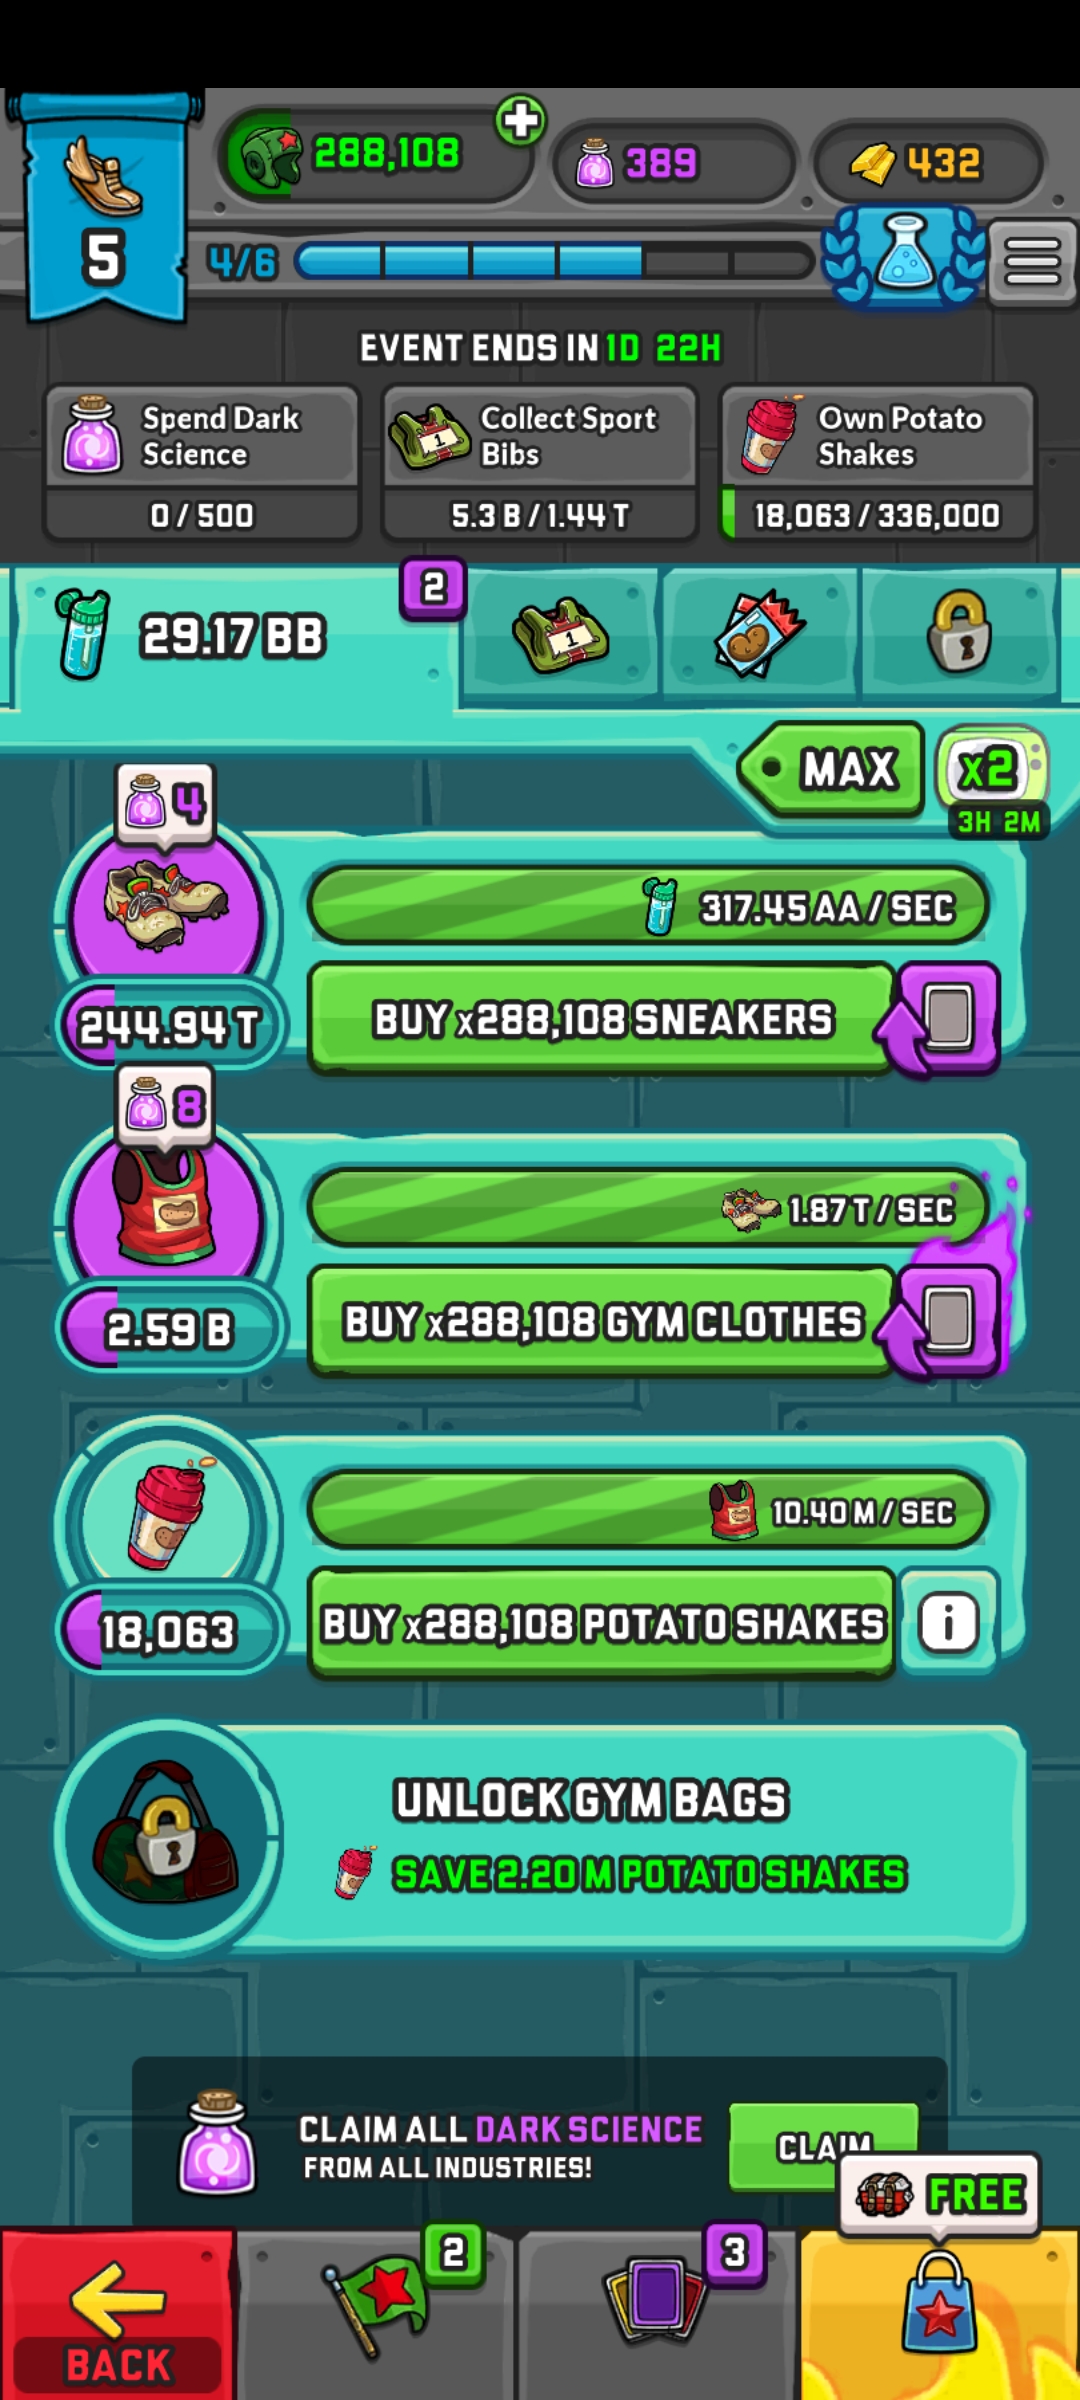 288,108
389
432
5
4/6
EVENT ENDS IN 1D 22H
Spend Dark Science
0 / 500
Collect Sport Bibs
5.3 B / 1.44 T
Own Potato Shakes
18,063 / 336,000
29.17 BB
2
1
MAX
x2
3H 2M
4
317.45 AA / SEC
244.94 T
BUY x288,108 SNEAKERS
8
1.87 T / SEC
2.59 B
BUY x288,108 GYM CLOTHES
10.40 M / SEC
18,063
BUY x288,108 POTATO SHAKES
i
UNLOCK GYM BAGS
SAVE 2.20 M POTATO SHAKES
CLAIM ALL DARK SCIENCE
FROM ALL INDUSTRIES!
CLAIM
FREE
2
3
BACK